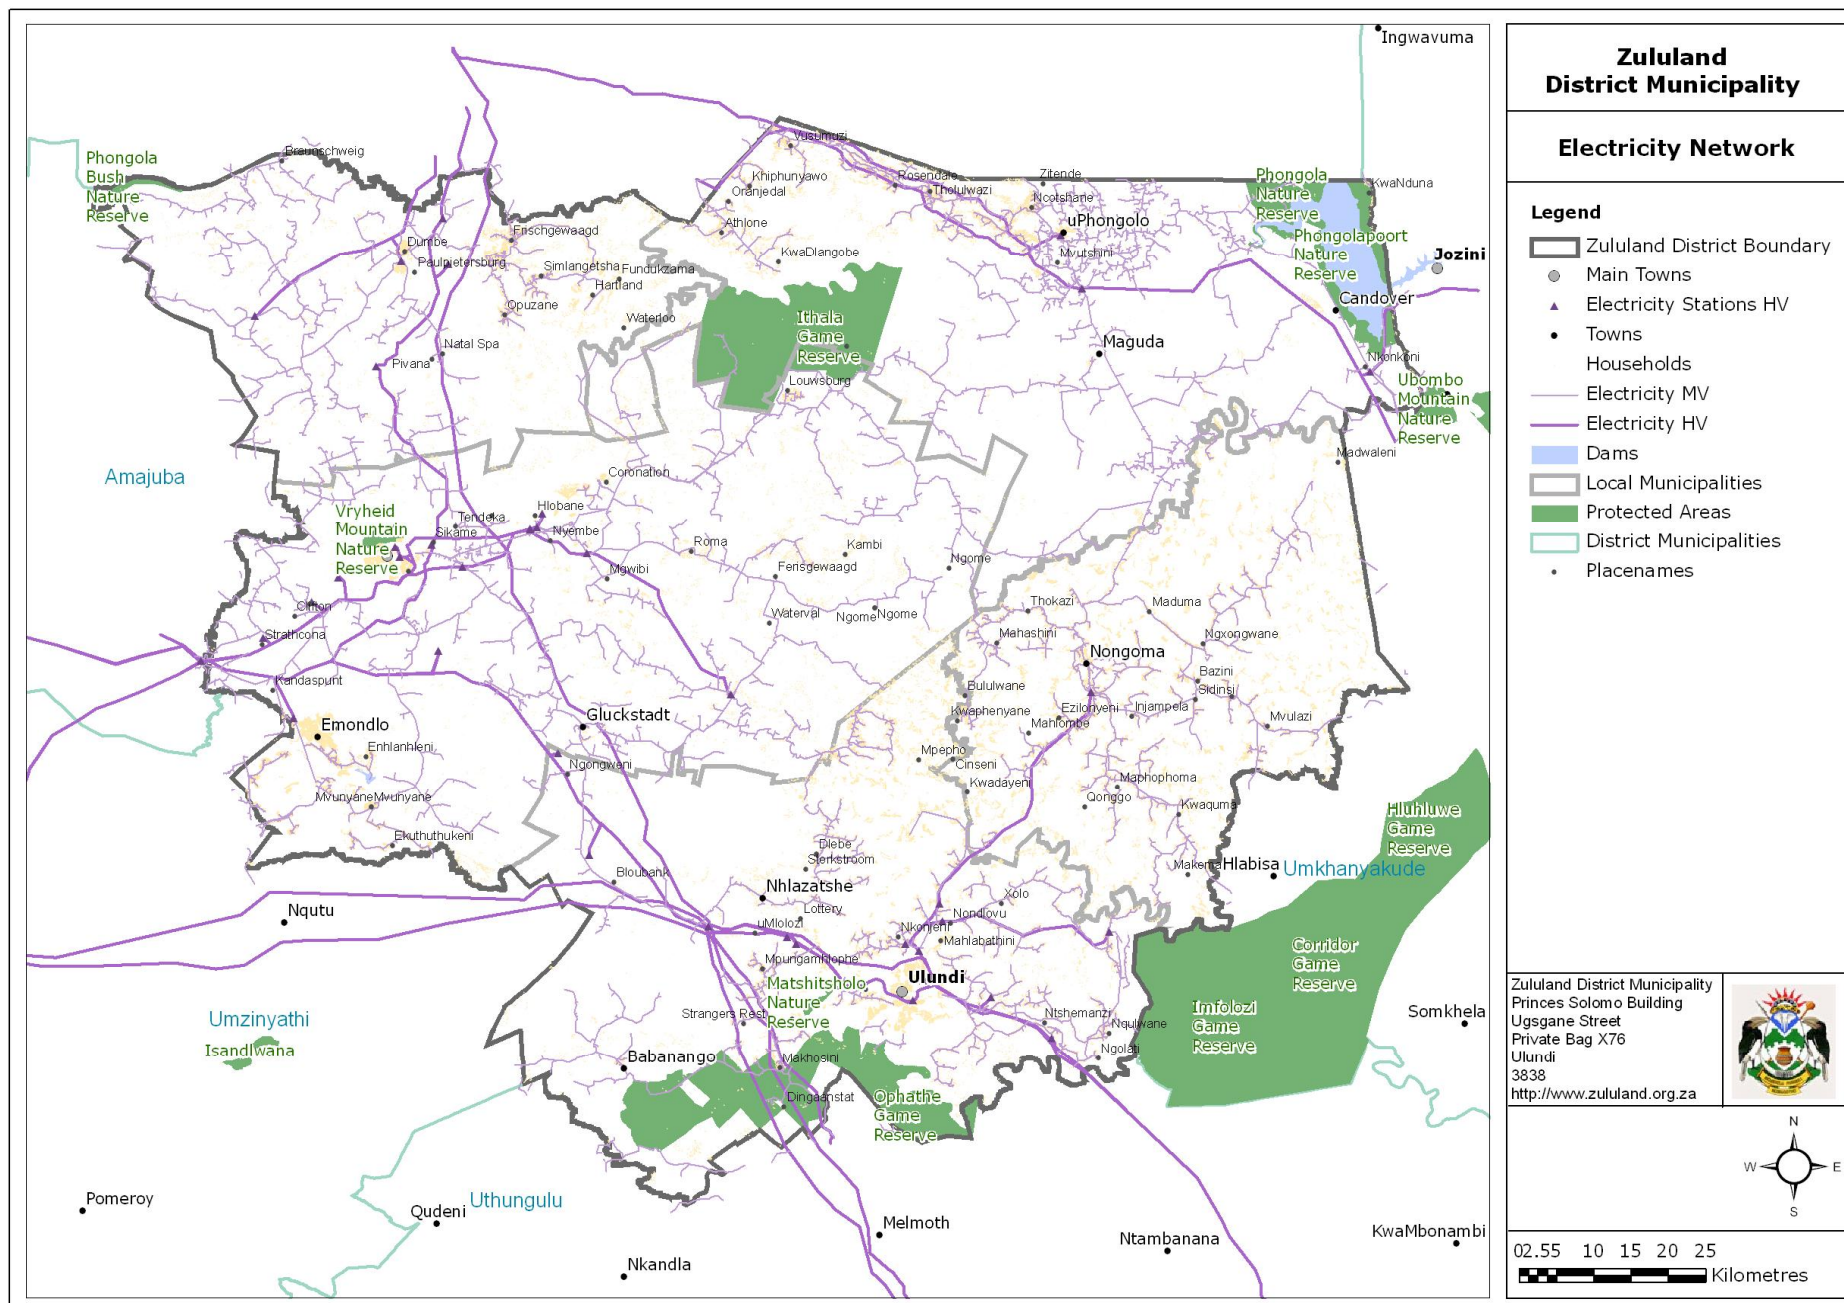 Ingwavuma
Braunschweig
Phongola
Bush
Nature
Reserve
Vusumuzi
Khiphunyawo
Oranjedal
Rosendale
Tholulwazi
Zitende
Ncotshane
uPhongolo
Phongola
Nature
Reserve
KwaNduna
Athlone
Frischgewaagd
Dumbe
Paulpietersburg
KwaDlangobe
Mvutshini
Phongolapoort
Nature
Reserve
Jozini
Simlangetsha
Fundukzama
Hartland
Opuzane
Waterloo
Candover
Ithala
Game
Reserve
Natal Spa
Pivana
Maguda
Nkonkoni
Louwsburg
Ubombo
Mountain
Nature
Reserve
Madwaleni
Amajuba
Coronation
Vryheid
Mountain
Nature
Reserve
Hlobane
Tendeka
Sikame
Nyembe
Roma
Kambi
Ngome
Mgwibi
Ferisgewaagd
Clifton
Waterval
Ngome
Ngome
Thokazi
Maduma
Strathcona
Mahashini
Ngxongwane
Nongoma
Kandaspunt
Bazini
Bululwane
Sidinsi
Emondlo
Gluckstadt
Kwaphenyane
Ezilonyeni
Injampela
Mahlombe
Mvulazi
Enhlanhleni
Mpepho
Cinseni
Ngongweni
Kwadayeni
Maphophoma
MvunyaneMvunyane
Qonggo
Kwaquma
Hluhluwe
Game
Reserve
Ekuthuthukeni
Dlebe
Sterkstroom
Makema
Hlabisa
Umkhanyakude
Bloubank
Nhlazatshe
Xolo
Nqutu
Lottery
Nondlovu
uMlolozi
Nkonjeni
Mahlabathini
Corridor
Game
Reserve
Mpungamhlophe
Ulundi
Matshitsholo
Nature
Reserve
Umzinyathi
Strangers Rest
Ntshemanzi
Nqulwane
Imfolozi
Game
Reserve
Somkhela
Isandlwana
Babanango
Makhosini
Ngolati
Dingaanstat
Ophathe
Game
Reserve
Pomeroy
Uthungulu
Qudeni
Melmoth
Ntambanana
KwaMbonambi
Nkandla
Zululand
District Municipality
Electricity Network
Legend
Zululand District Boundary
Main Towns
Electricity Stations HV
Towns
Households
Electricity MV
Electricity HV
Dams
Local Municipalities
Protected Areas
District Municipalities
Placenames
Zululand District Municipality
Princes Solomo Building
Ugsgane Street
Private Bag X76
Ulundi
3838
http://www.zululand.org.za
N
W E
S
02.55 10 15 20 25
Kilometres